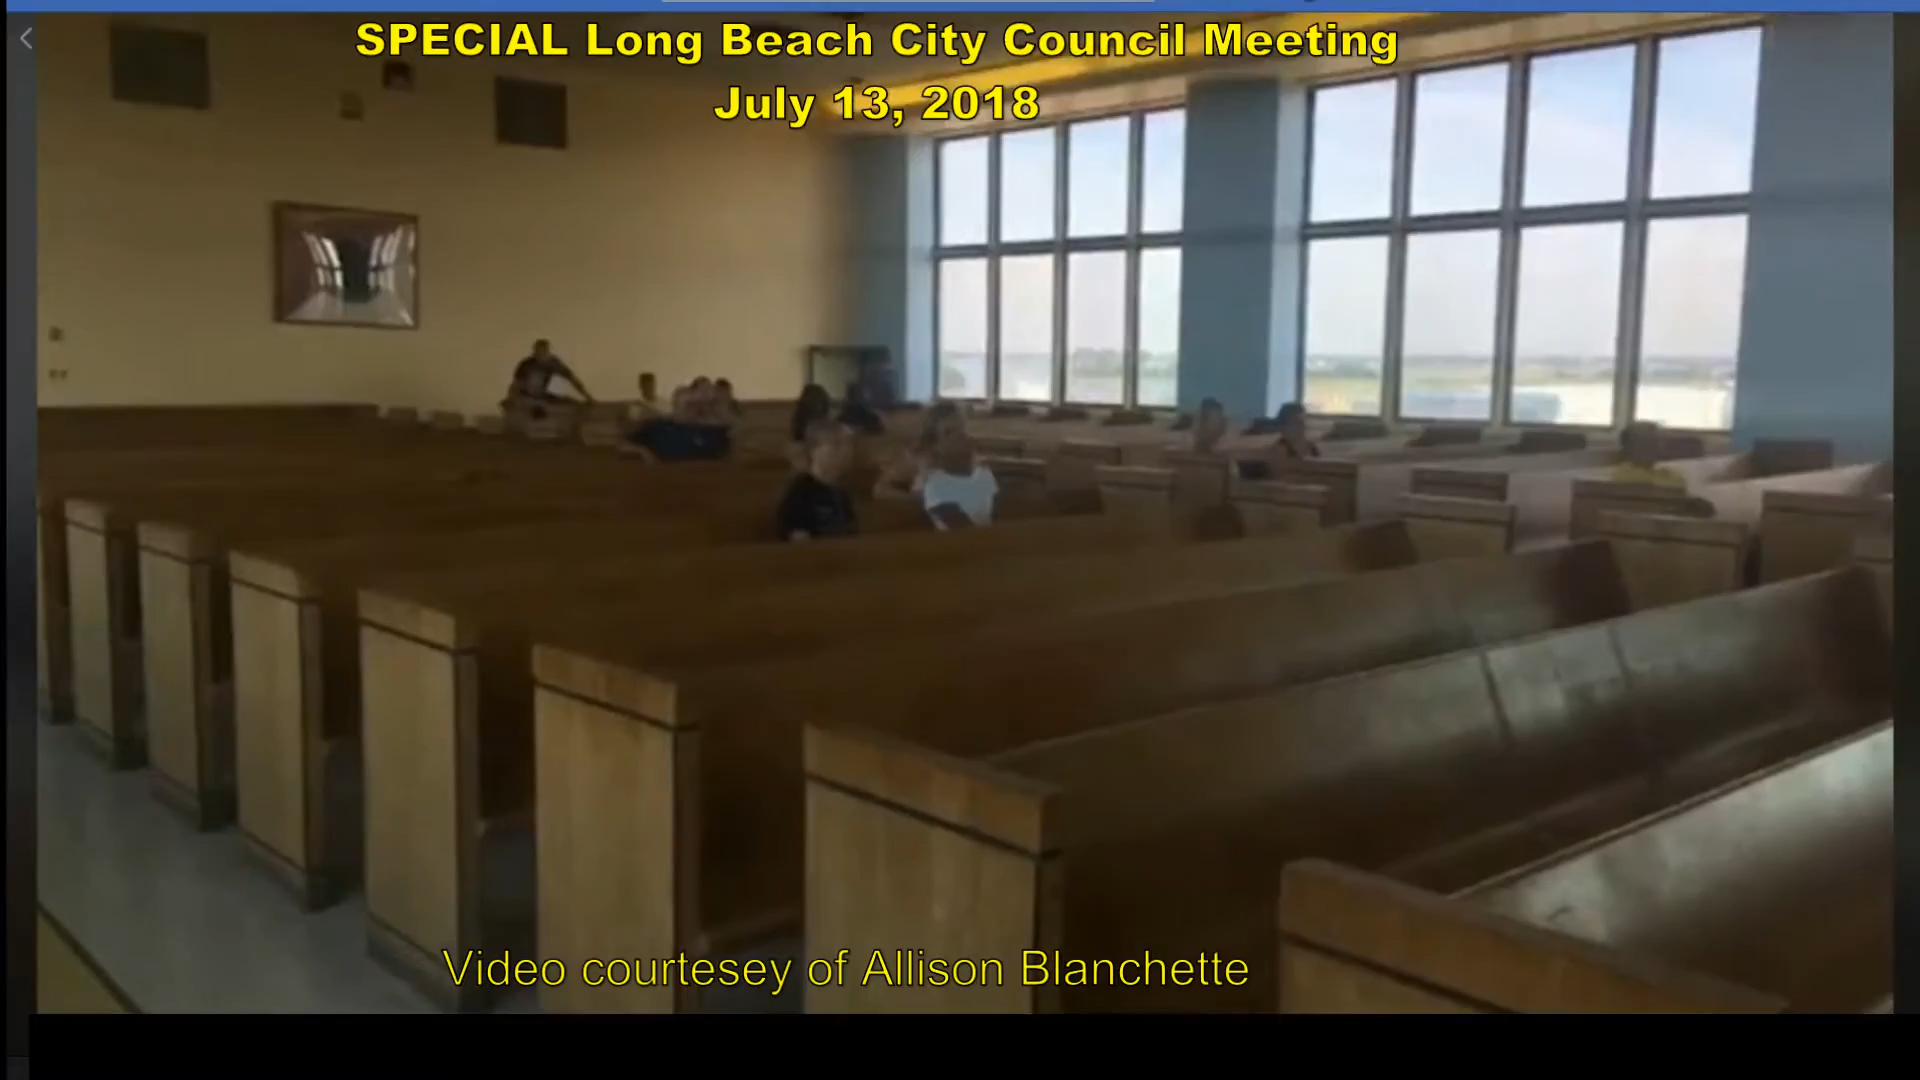 SPECIAL Long Beach City Council Meeting
July 13, 2018
Video courtesey of Allison Blanchette